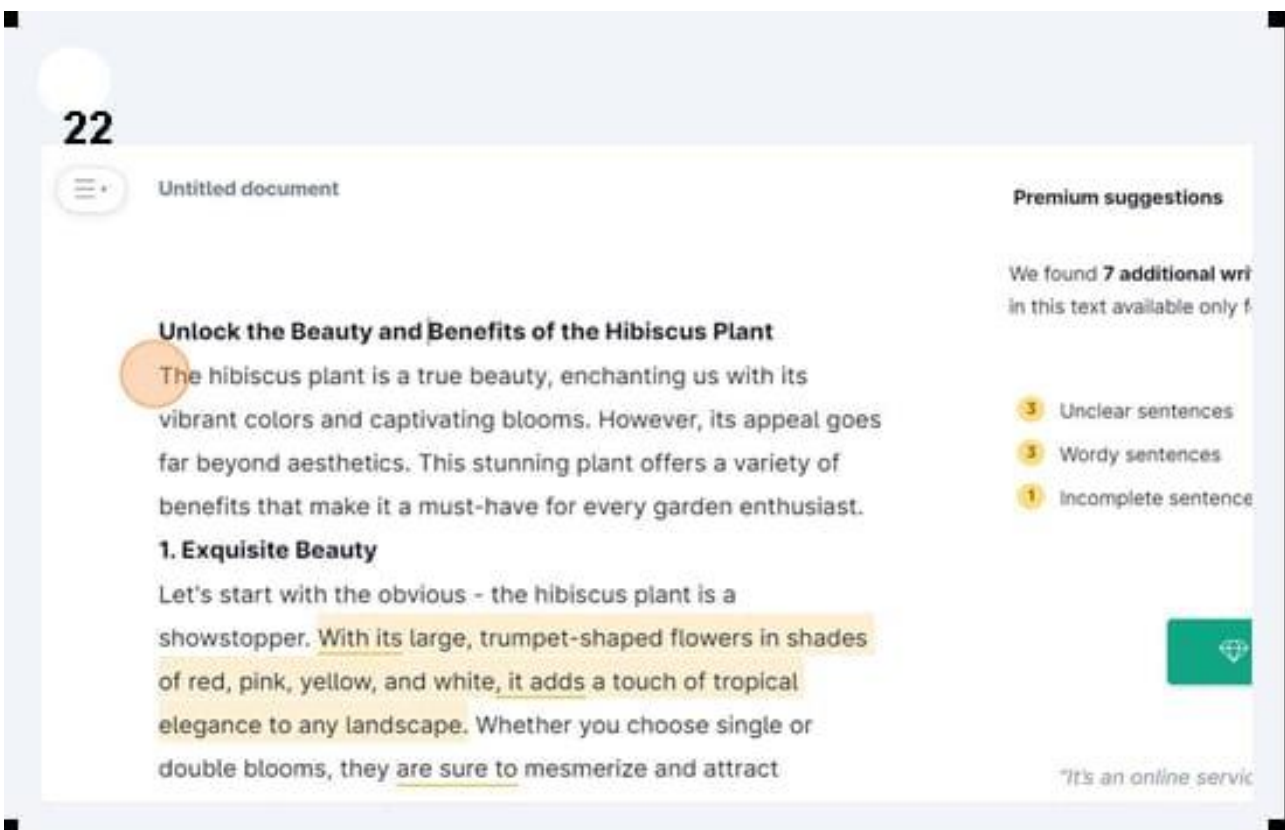 22
Untitled document
Unlock the Beauty and Benefits of the Hibiscus Plant
The hibiscus plant is a true beauty, enchanting us with its
vibrant colors and captivating blooms. However, its appeal goes
far beyond aesthetics. This stunning plant offers a variety of
benefits that make it a must-have for every garden enthusiast.
1. Exquisite Beauty
Let's start with the obvious - the hibiscus plant is a
showstopper. With its large, trumpet-shaped flowers in shades
of red, pink, yellow, and white, it adds a touch of tropical
elegance to any landscape. Whether you choose single or
double blooms, they are sure to mesmerize and attract
Premium suggestions
We found 7 additional wri
in this text available only f
3 Unclear sentences
3 Wordy sentences
1 Incomplete sentence
"It's an online servic